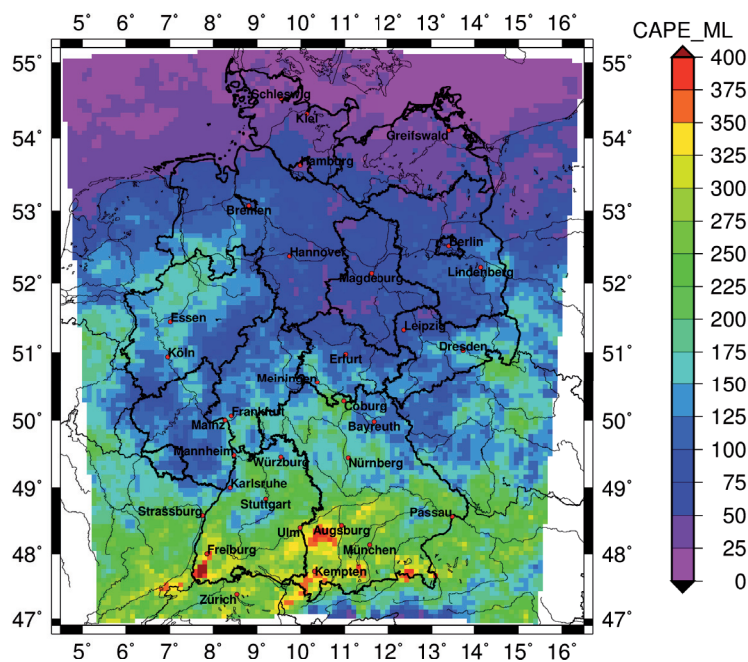 5 6 7 8 9 10 11 12 13 14 15 16
CAPE_ML
55°
54°
53°
52°
51°
50°
49°
48°
47°
Schleswig
Kiel
Greifswald
Hamburg
Bremen
Hannover
Berlin
Magdeburg
Lindenberg
Essen
Leipzig
Köln
Dresden
Erfurt
Meiningen
Frankfurt
Coburg
Mainz
Bayreuth
Mannheim
Würzburg
Nürnberg
Karlsruhe
Strassburg
Stuttgart
Passau
Ulm
Augsburg
München
Freiburg
Kempten
Zürich
5 6 7 8 9 10 11 12 13 14 15 16
400
375
350
325
300
275
250
225
200
175
150
125
100
75
50
25
0